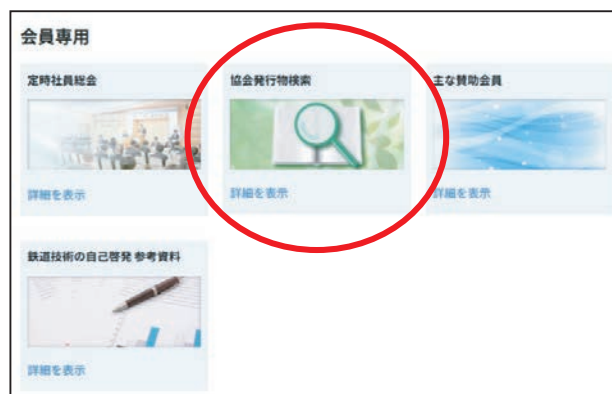 会員専用
定時社員総会
協会発行物検索
主な賛助会員
詳細を表示
詳細を表示
詳細を表示
鉄道技術の自己啓発 参考資料
詳細を表示